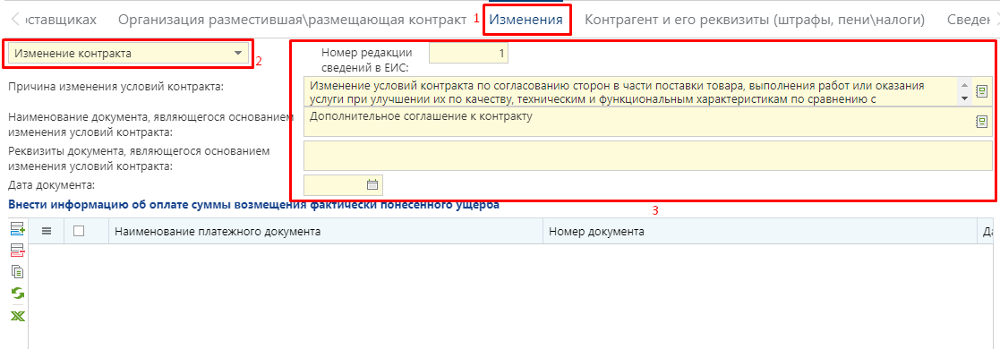 оставщиках Организация разместившая\размещающая контракт 1 Изменения Контрагент и его реквизиты (штрафы, пени\налоги) Сведен
Изменение контракта 2
Номер редакции сведений в ЕИС: 1
Причина изменения условий контракта:
Изменение условий контракта по согласованию сторон в части поставки товара, выполнения работ или оказания
услуги при улучшении их по качеству, техническим и функциональным характеристикам по сравнению с
Наименование документа, являющегося основанием
изменения условий контракта:
Дополнительное соглашение к контракту
Реквизиты документа, являющегося основанием
изменения условий контракта:
Дата документа:
Внести информацию об оплате суммы возмещения фактически понесенного ущерба
3
Наименование платежного документа Номер документа Да